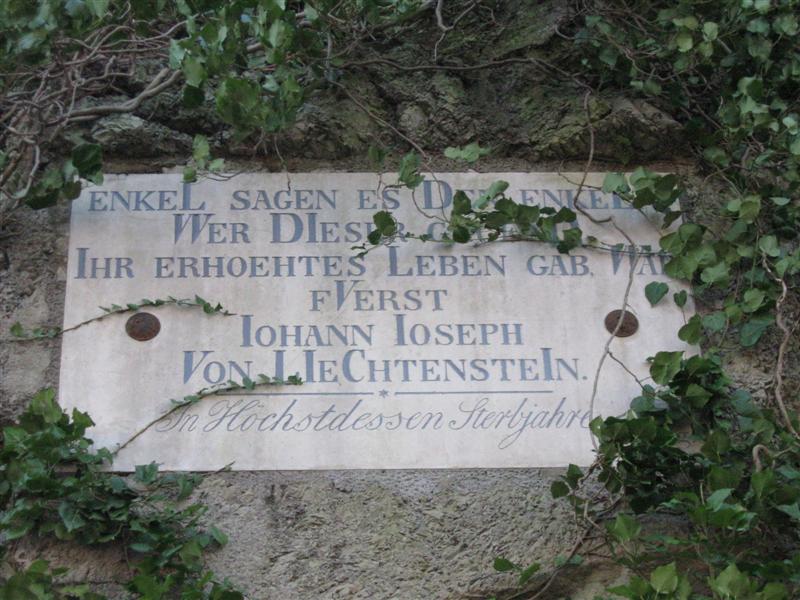 ENKEL SAGEN ES DEN ENKELN
WER DIESER
IHR ERHOEHTES LEBEN GAB, WAR
FVERST
IOHANN IOSEPH
VON LIECHTENSTEIN.
In Höchstdessen Sterbjahre